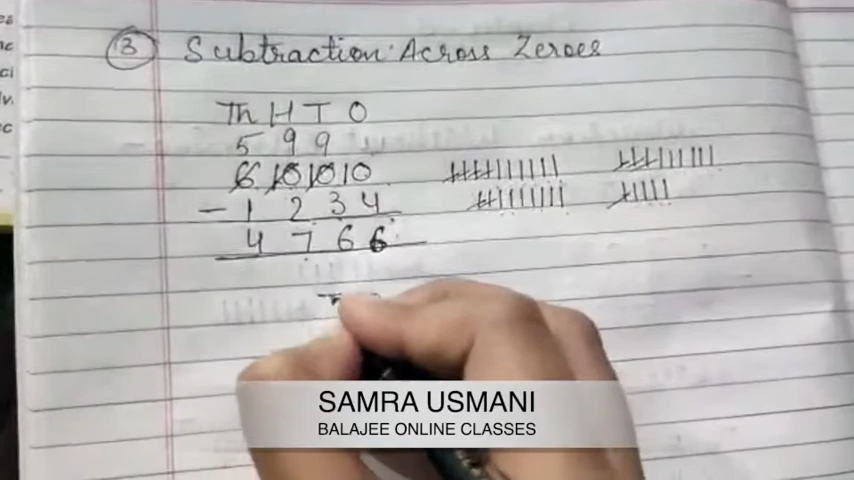 ③ Subtraction Across Zeroes
Th H T O
5 9 9
6 10 10 10
- 1 2 3 4
4 7 6 6
SAMRA USMANI
BALAJEE ONLINE CLASSES